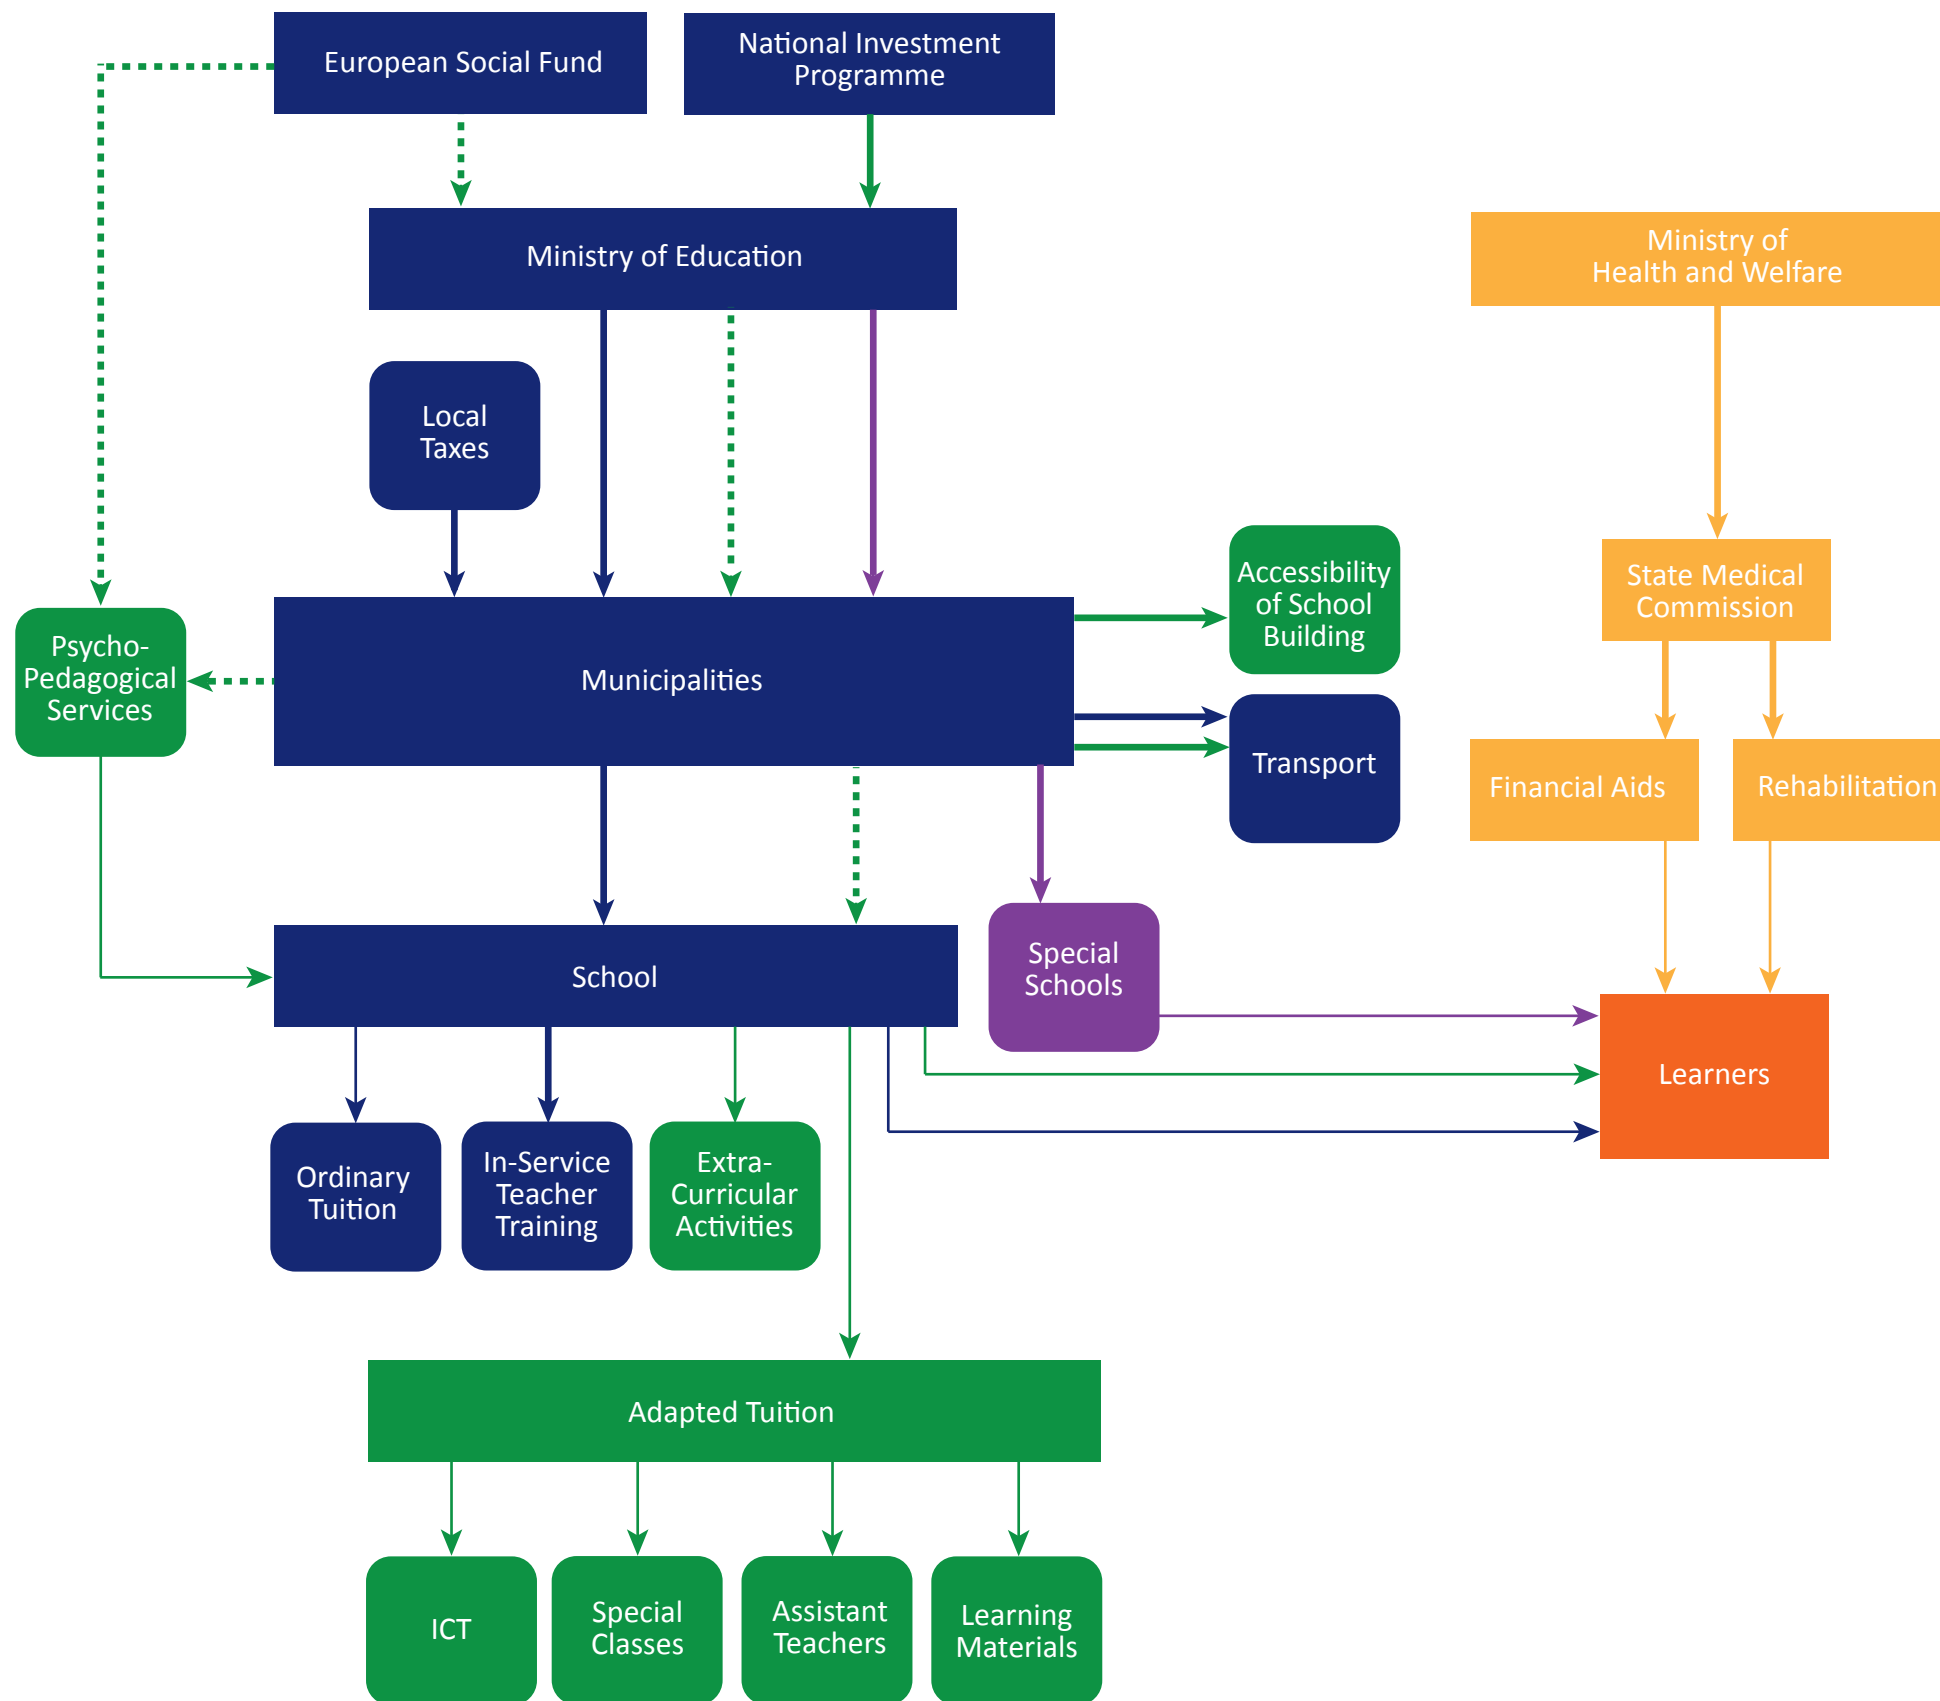 European Social Fund
National Investment
Programme
Ministry of Education
Ministry of
Health and Welfare
Local
Taxes
Accessibility
of School
Building
State Medical
Commission
Psycho-
Pedagogical
Services
Municipalities
Transport
Financial Aids
Rehabilitation
School
Special
Schools
Learners
Ordinary
Tuition
In-Service
Teacher
Training
Extra-
Curricular
Activities
Adapted Tuition
ICT
Special
Classes
Assistant
Teachers
Learning
Materials